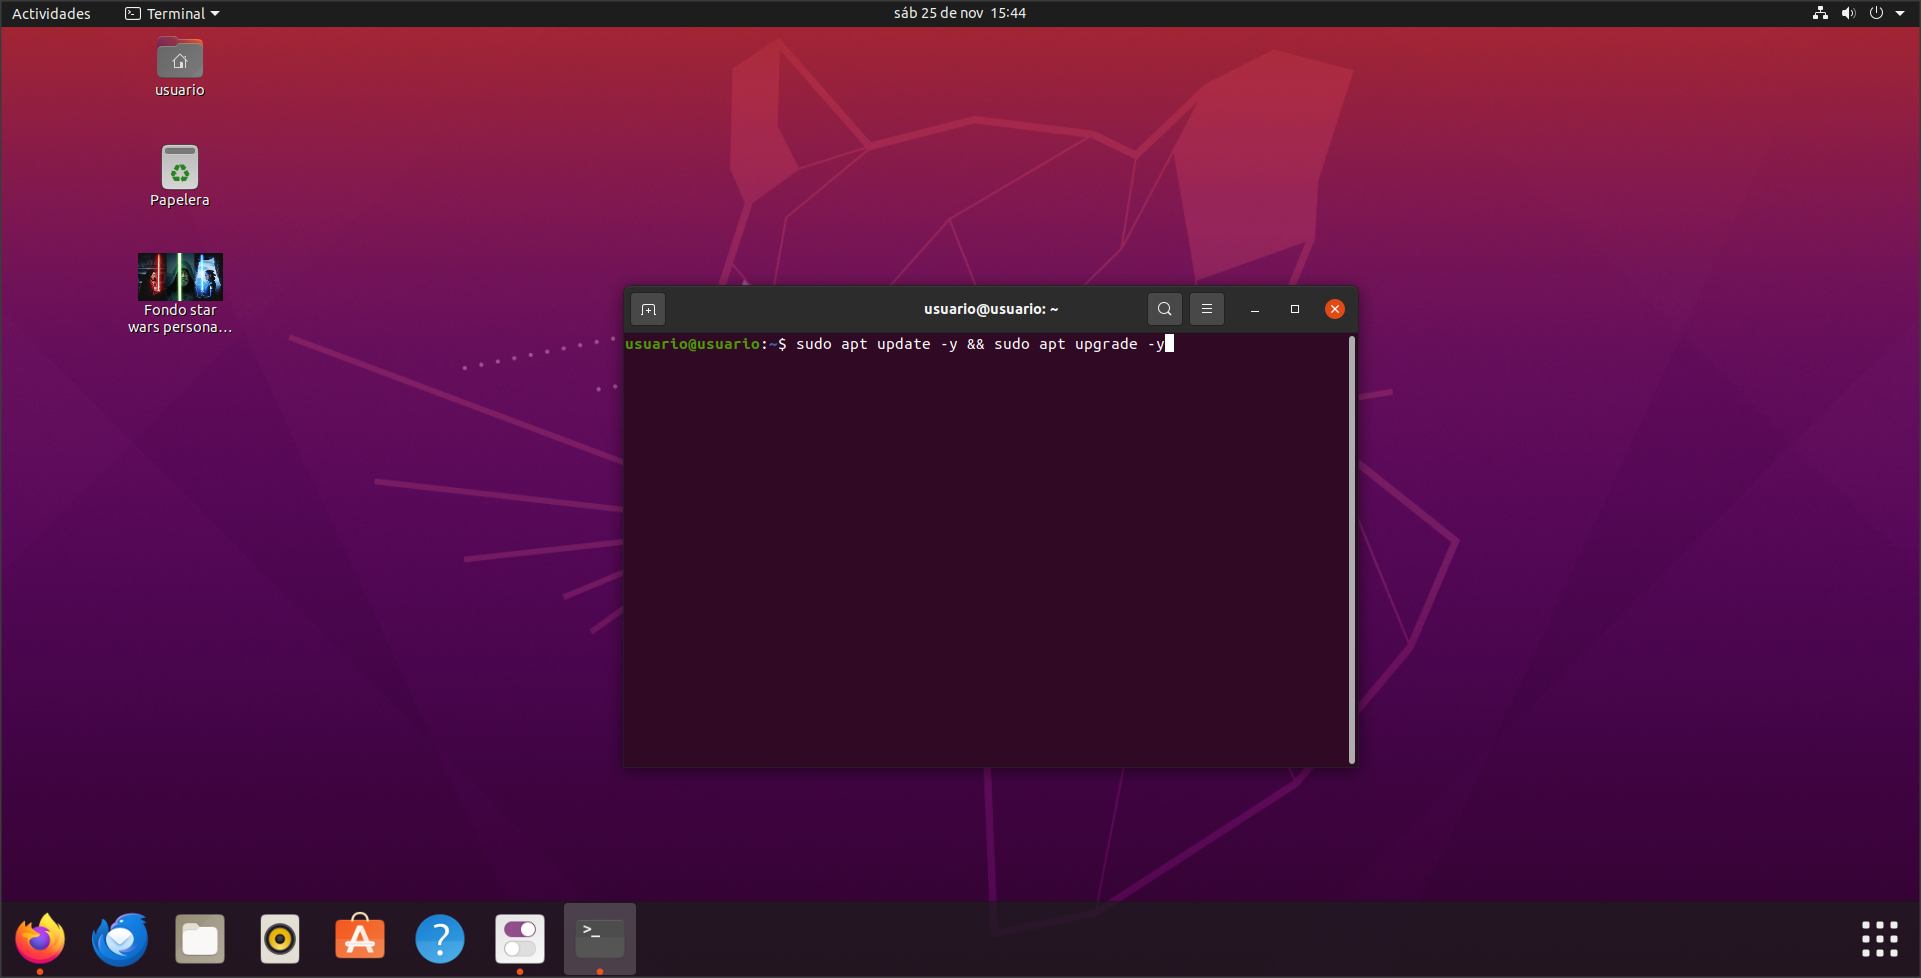 Actividades
Terminal
sáb 25 de nov 15:44
usuario
Papelera
Fondo star
wars persona...
usuario@usuario: ~
usuario@usuario:~$ sudo apt update -y && sudo apt upgrade -y